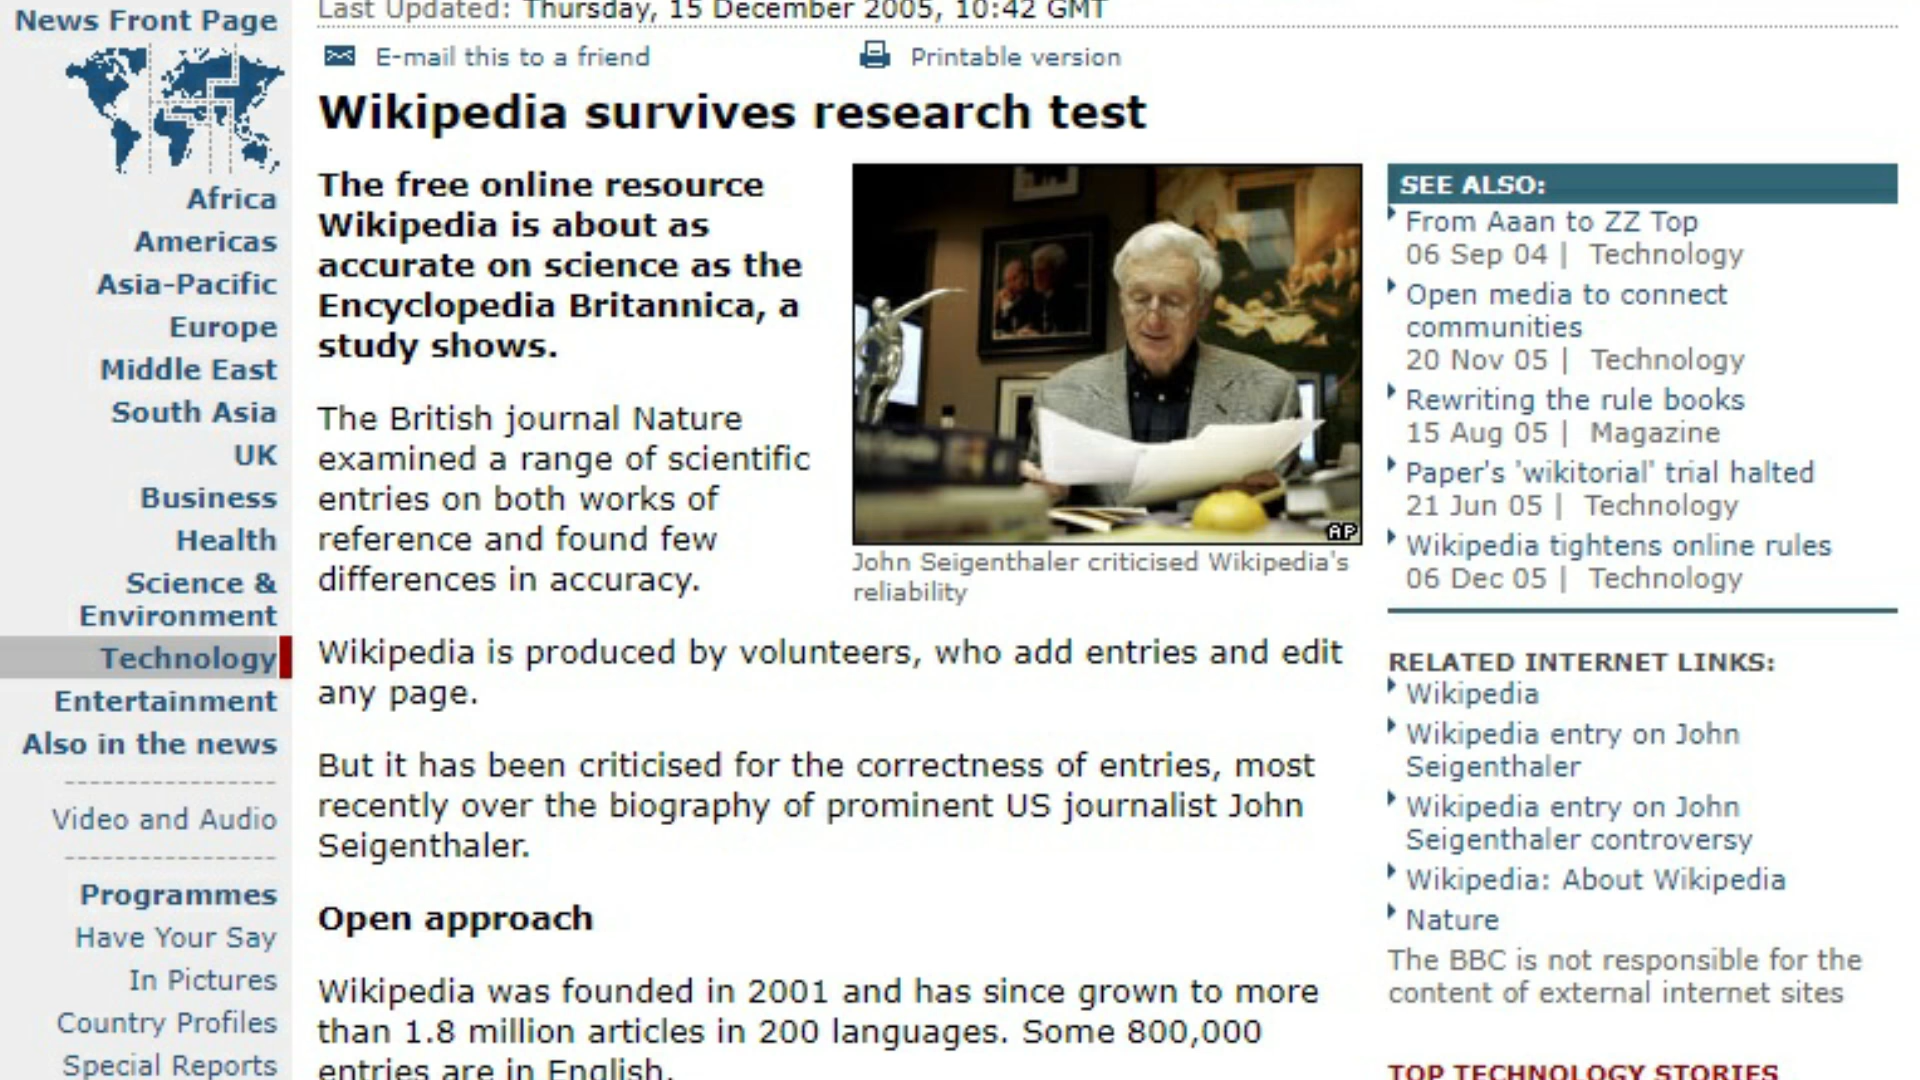 News Front Page
Africa
Americas
Asia-Pacific
Europe
Middle East
South Asia
UK
Business
Health
Science &
Environment
Technology
Entertainment
Also in the news
Video and Audio
Programmes
Have Your Say
In Pictures
Country Profiles
Special Reports
Last Updated: Thursday, 15 December 2005, 10:42 GMT
E-mail this to a friend
Printable version
Wikipedia survives research test
The free online resource
Wikipedia is about as
accurate on science as the
Encyclopedia Britannica, a
study shows.
The British journal Nature
examined a range of scientific
entries on both works of
reference and found few
differences in accuracy.
AP
John Seigenthaler criticised Wikipedia's
reliability
Wikipedia is produced by volunteers, who add entries and edit
any page.
But it has been criticised for the correctness of entries, most
recently over the biography of prominent US journalist John
Seigenthaler.
Open approach
Wikipedia was founded in 2001 and has since grown to more
than 1.8 million articles in 200 languages. Some 800,000
entries are in English.
SEE ALSO:
From Aaan to ZZ Top
06 Sep 04 | Technology
Open media to connect
communities
20 Nov 05 | Technology
Rewriting the rule books
15 Aug 05 | Magazine
Paper's 'wikitorial' trial halted
21 Jun 05 | Technology
Wikipedia tightens online rules
06 Dec 05 | Technology
RELATED INTERNET LINKS:
Wikipedia
Wikipedia entry on John
Seigenthaler
Wikipedia entry on John
Seigenthaler controversy
Wikipedia: About Wikipedia
Nature
The BBC is not responsible for the
content of external internet sites
TOP TECHNOLOGY STORIES